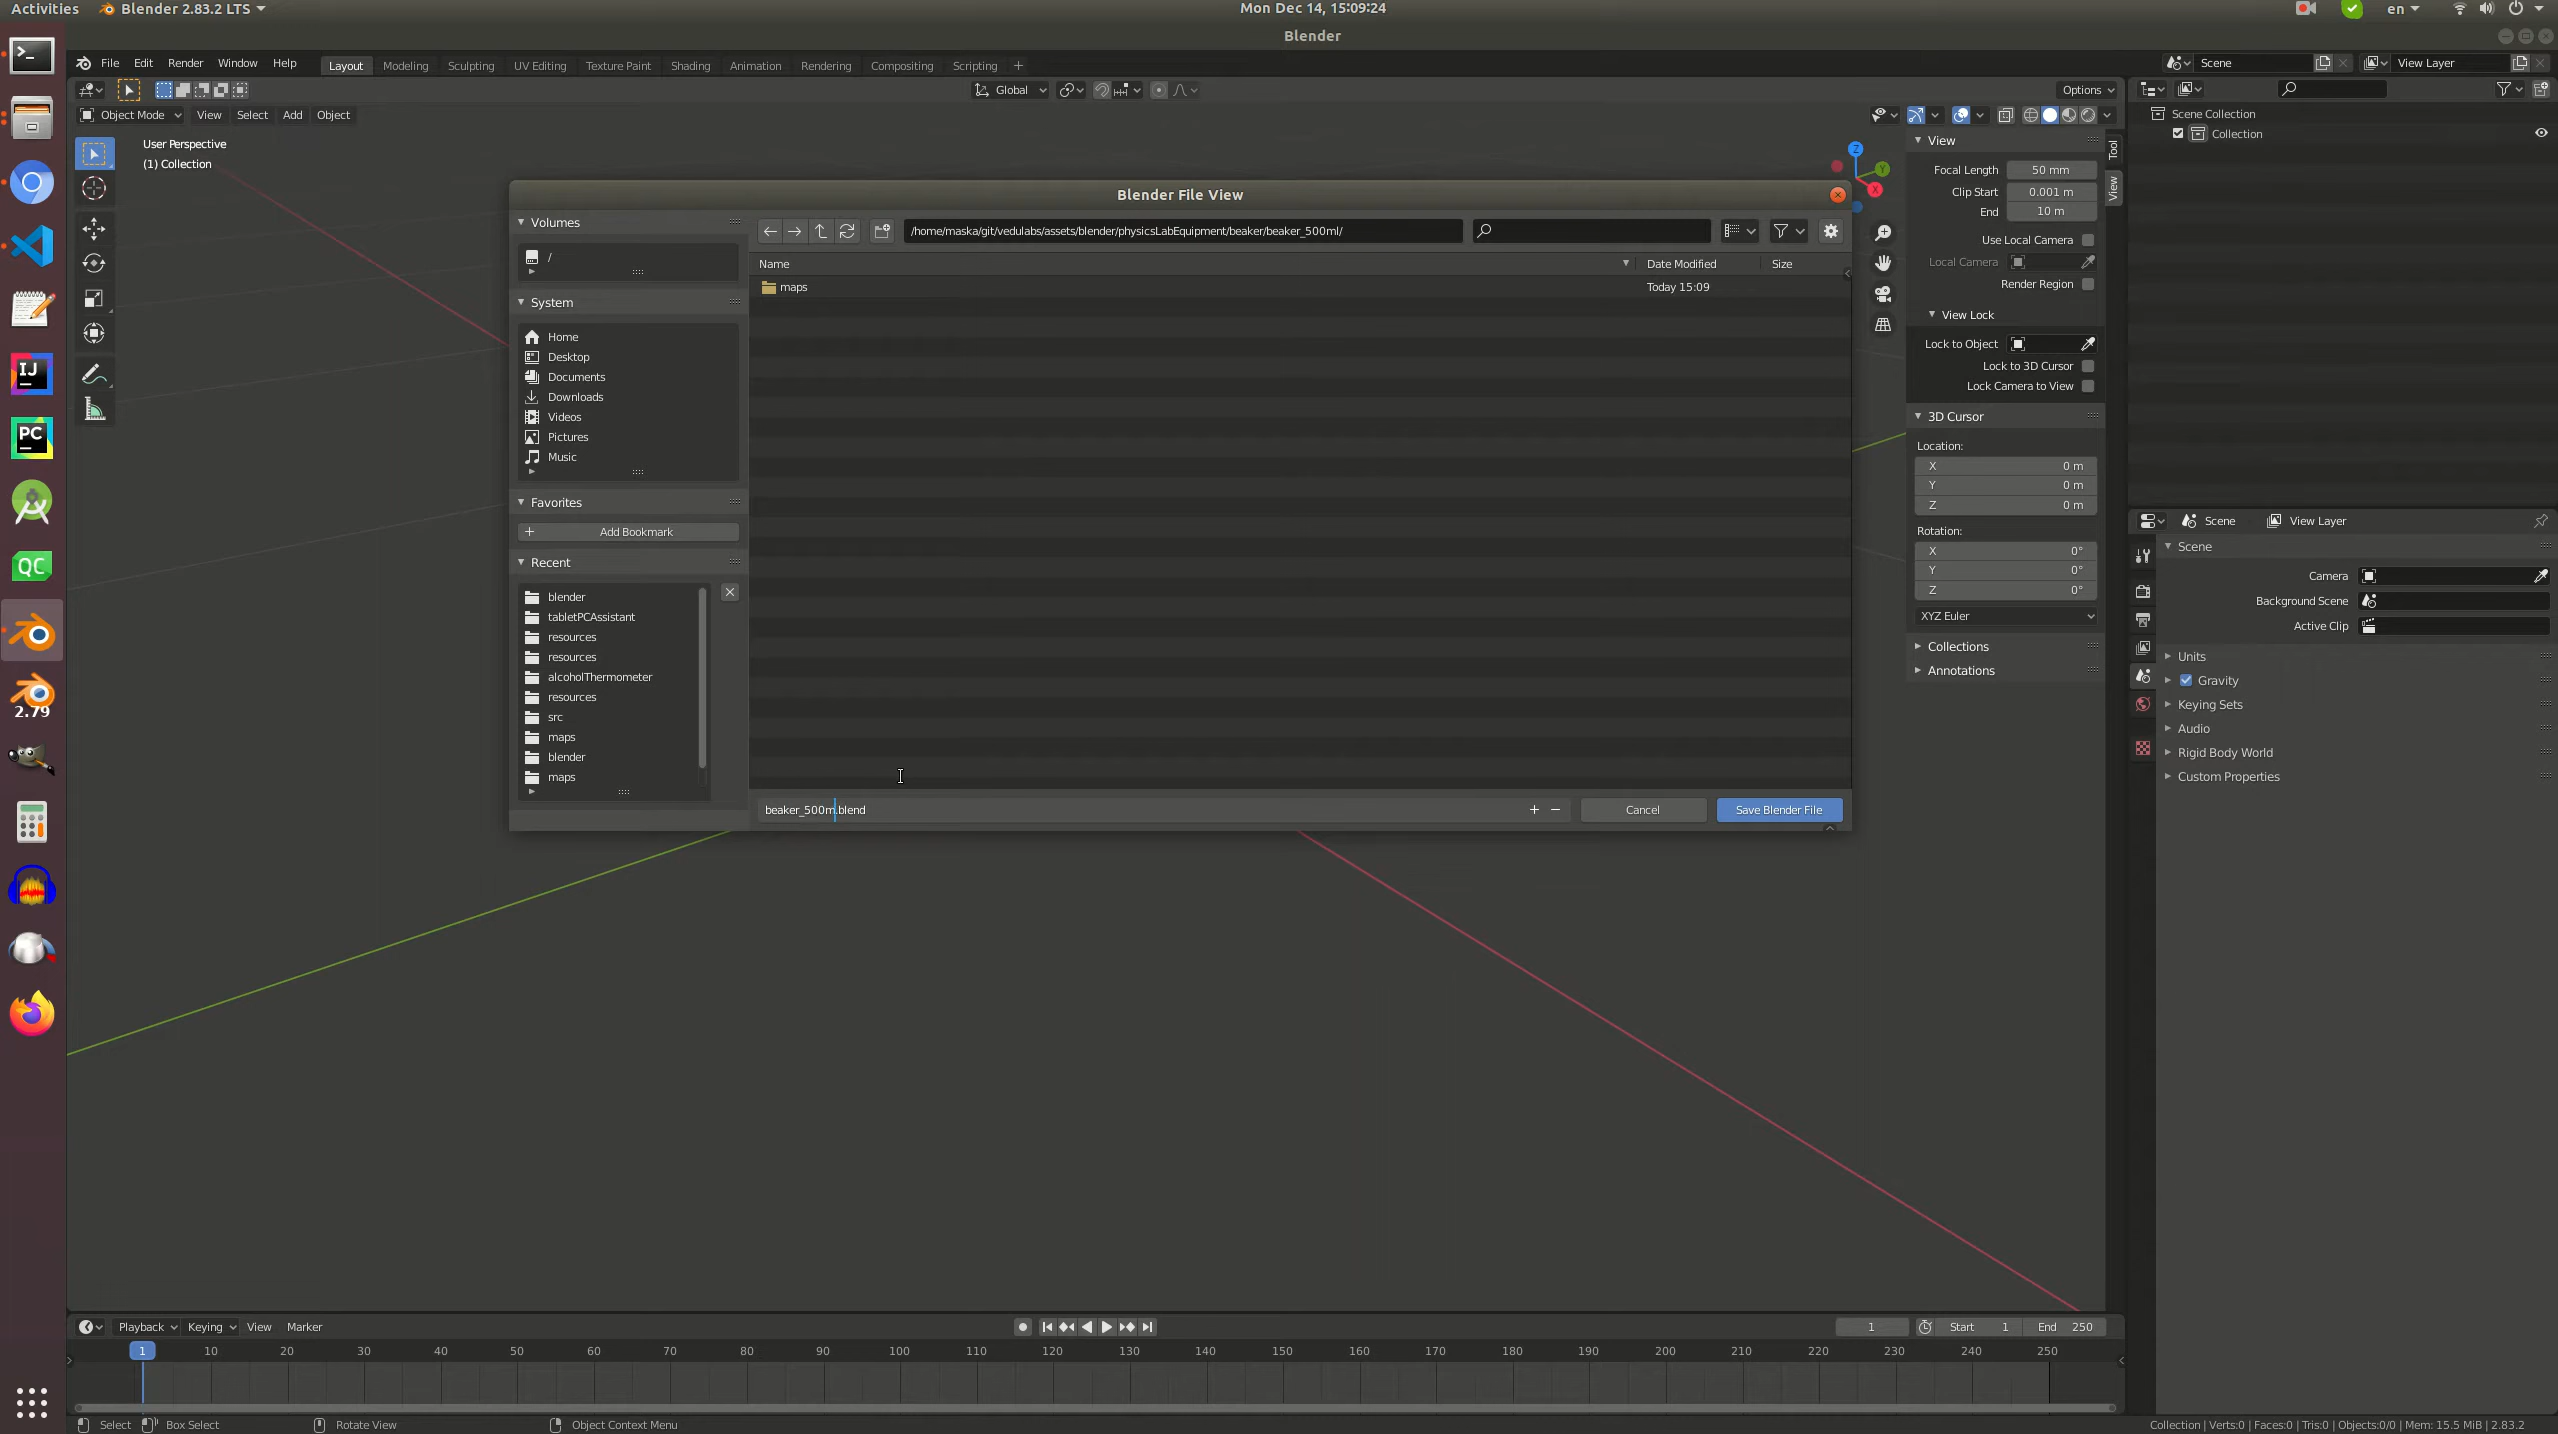 Activities Blender 2.83.2 LTS Mon Dec 14, 15:09:24 en
Blender
File Edit Render Window Help Layout Modeling Sculpting UV Editing Texture Paint Shading Animation Rendering Compositing Scripting + Scene View Layer
Global Options
Object Mode View Select Add Object
User Perspective
(1) Collection
Scene Collection
Collection
Z
Y
X
Tool
View
View
Focal Length 50 mm
Clip Start 0.001 m
End 10 m
Use Local Camera
Local Camera
Render Region
View Lock
Lock to Object
Lock to 3D Cursor
Lock Camera to View
3D Cursor
Location:
X 0 m
Y 0 m
Z 0 m
Rotation:
X 0°
Y 0°
Z 0°
XYZ Euler
Collections
Annotations
Blender File View
Volumes
/
System
Home
Desktop
Documents
Downloads
Videos
Pictures
Music
Favorites
+ Add Bookmark
Recent
blender
tabletPCAssistant
resources
resources
alcoholThermometer
resources
src
maps
blender
maps
/home/maska/git/vedulabs/assets/blender/physicsLabEquipment/beaker/beaker_500ml/
Name Date Modified Size
maps Today 15:09
beaker_500m.blend + − Cancel Save Blender File
Scene View Layer
Scene
Camera
Background Scene
Active Clip
Units
Gravity
Keying Sets
Audio
Rigid Body World
Custom Properties
IJ
PC
QC
2.79
Playback Keying View Marker 1 Start 1 End 250
1 10 20 30 40 50 60 70 80 90 100 110 120 130 140 150 160 170 180 190 200 210 220 230 240 250
Select Box Select Rotate View Object Context Menu Collection | Verts:0 | Faces:0 | Tris:0 | Objects:0/0 | Mem: 15.5 MiB | 2.83.2